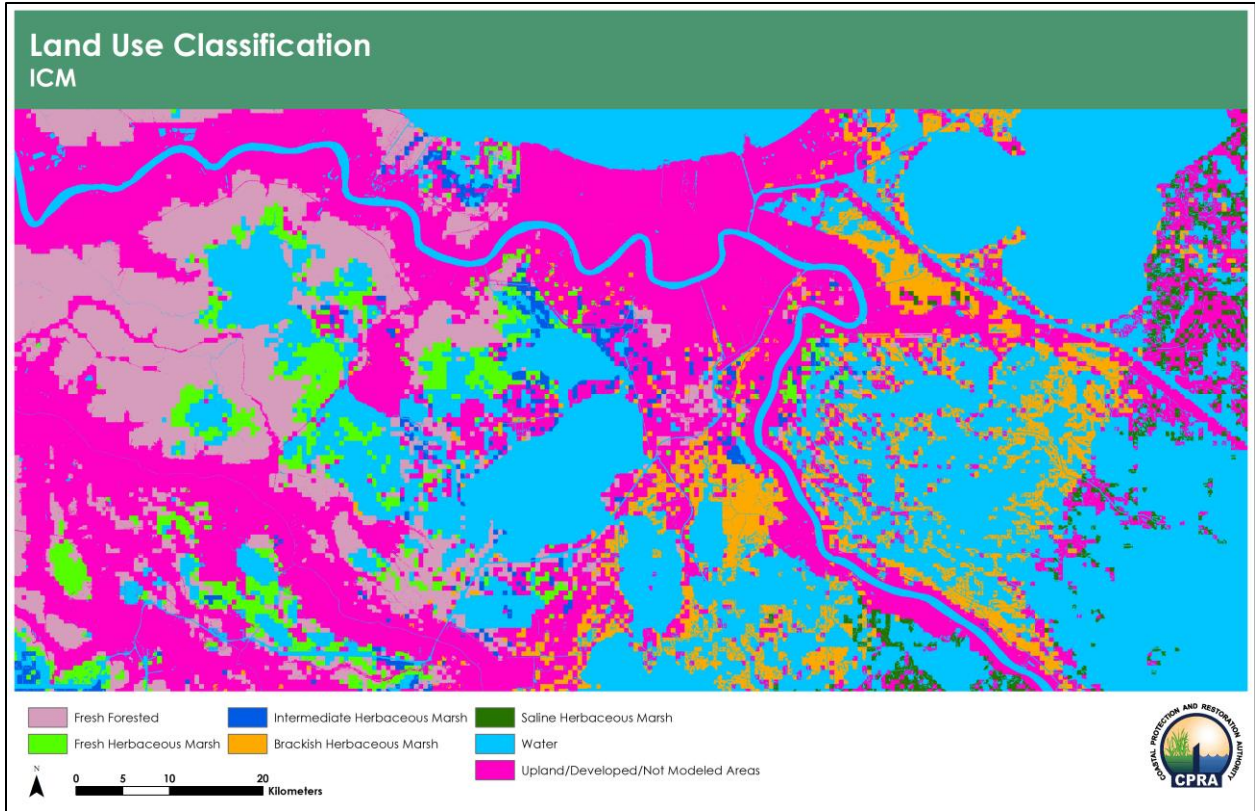 Land Use Classification
ICM
Fresh Forested
Fresh Herbaceous Marsh
Intermediate Herbaceous Marsh
Brackish Herbaceous Marsh
Saline Herbaceous Marsh
Water
Upland/Developed/Not Modeled Areas
N
0 5 10 20
Kilometers
COASTAL PROTECTION AND RESTORATION AUTHORITY
CPRA